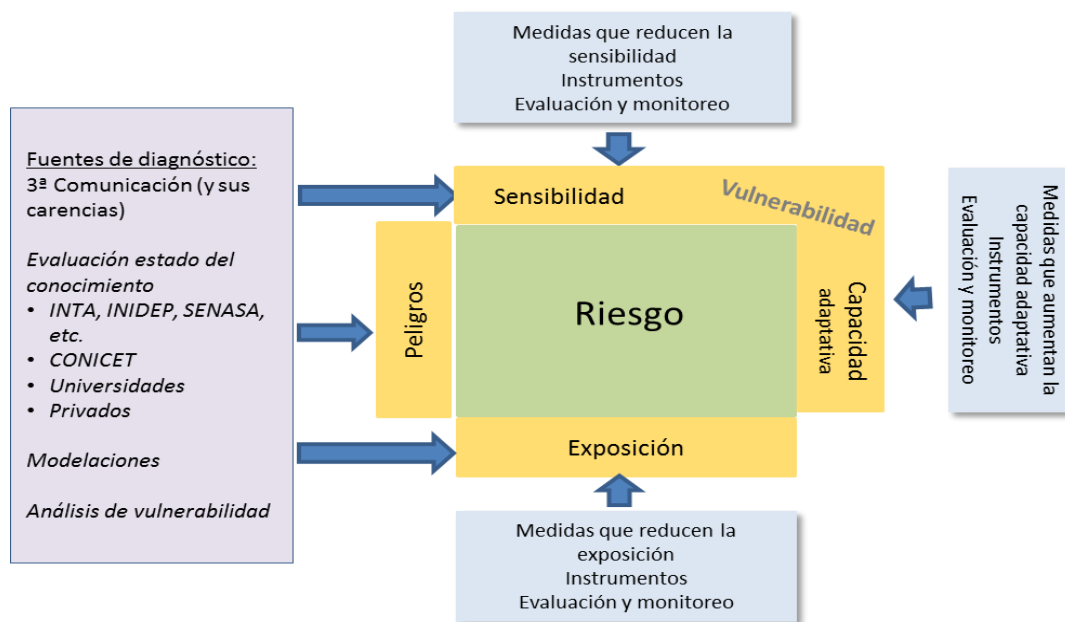 Medidas que reducen la
sensibilidad
Instrumentos
Evaluación y monitoreo
Fuentes de diagnóstico:
3ª Comunicación (y sus
carencias)
Evaluación estado del
conocimiento
• INTA, INIDEP, SENASA,
etc.
• CONICET
• Universidades
• Privados
Modelaciones
Análisis de vulnerabilidad
Sensibilidad
Vulnerabilidad
Peligros
Riesgo
Capacidad
adaptativa
Exposición
Medidas que aumentan la
capacidad adaptativa
Instrumentos
Evaluación y monitoreo
Medidas que reducen la
exposición
Instrumentos
Evaluación y monitoreo